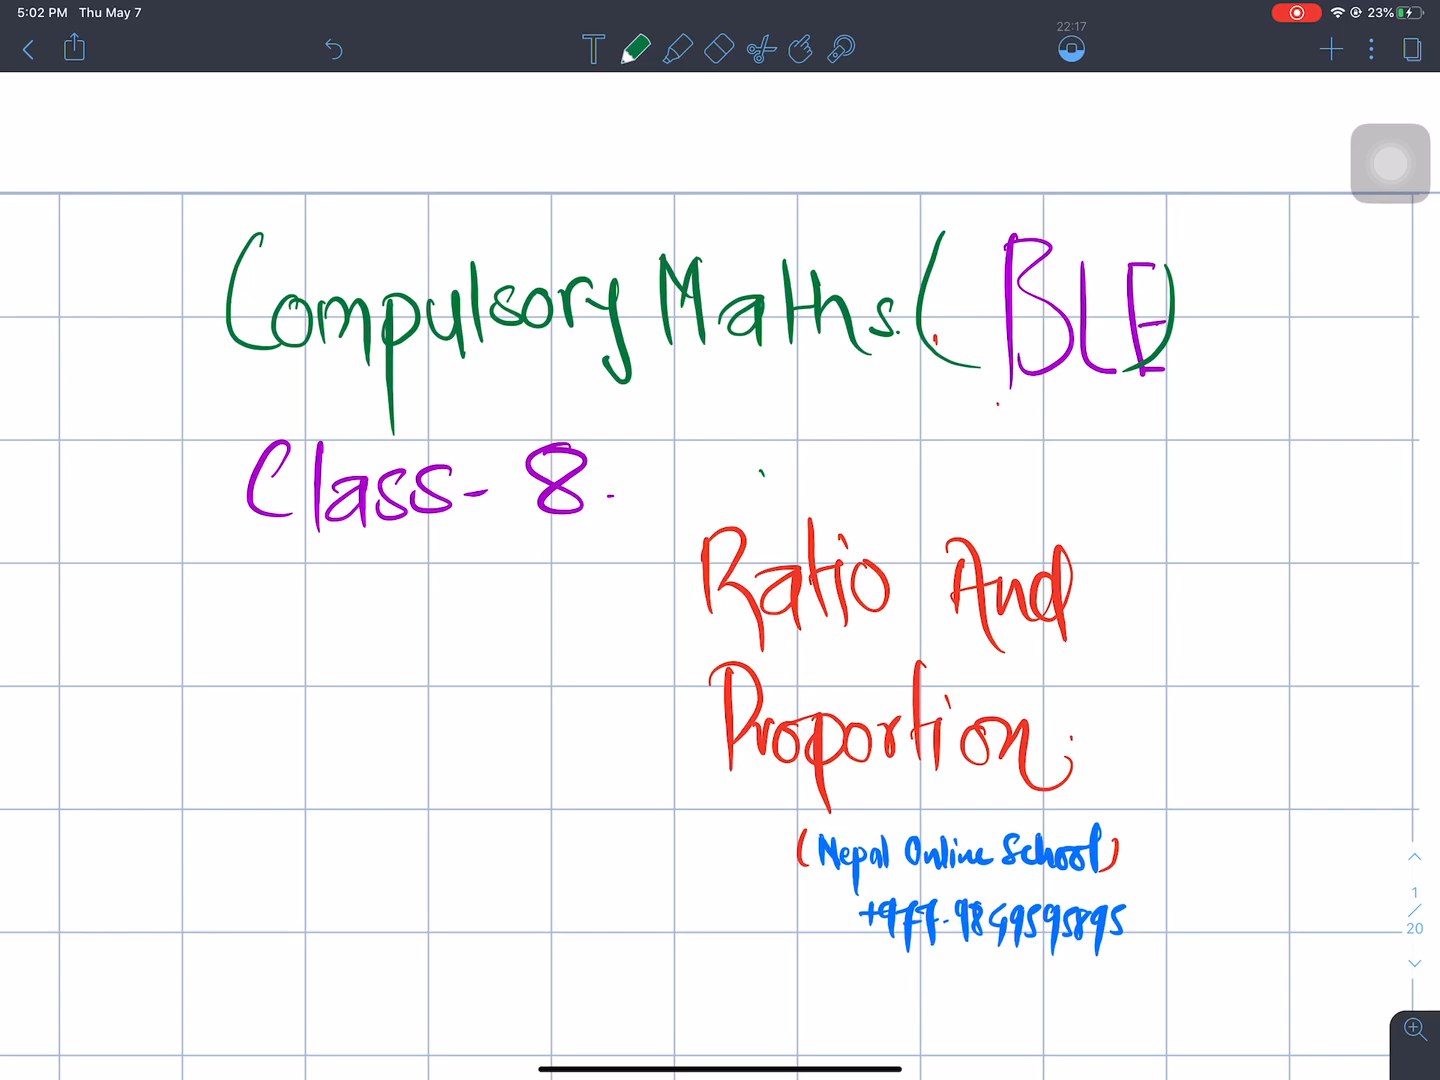 5:02 PM Thu May 7
23%
22:17
Compulsory Maths. (BLE)
Class - 8.
Ratio And
Proportion.
(Nepal Online School)
+977-9849595895
1
/
20